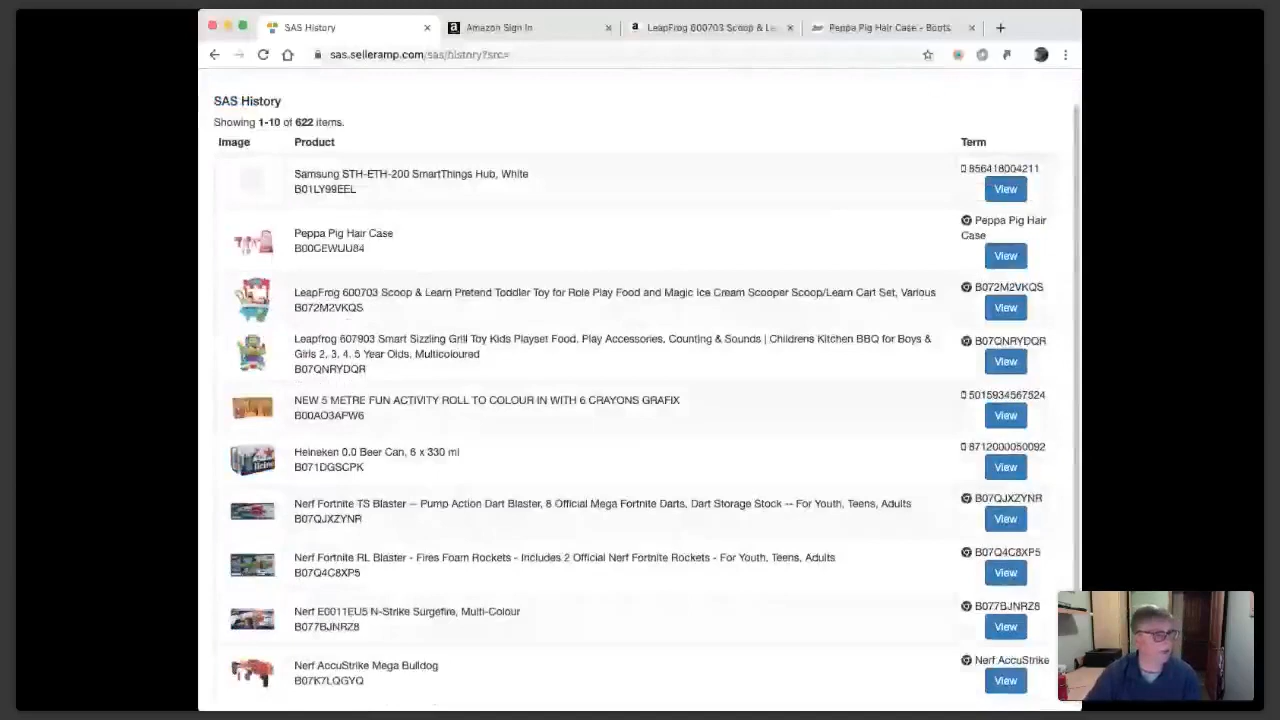 SAS History
Amazon Sign In
LeapFrog 600703 Scoop & Le
Peppa Pig Hair Case - Boots
sas.selleramp.com/sas/history?src=
SAS History
Showing 1-10 of 622 items.
Image Product Term
Samsung STH-ETH-200 SmartThings Hub, White
B01LY99EEL
856418004211
View
Peppa Pig Hair Case
B00CEWUU84
Peppa Pig Hair
Case
View
LeapFrog 600703 Scoop & Learn Pretend Toddler Toy for Role Play Food and Magic Ice Cream Scooper Scoop/Learn Cart Set, Various
B072M2VKQS
B072M2VKQS
View
Leapfrog 607903 Smart Sizzling Grill Toy Kids Playset Food, Play Accessories, Counting & Sounds | Childrens Kitchen BBQ for Boys &
Girls 2, 3, 4, 5 Year Olds, Multicoloured
B07QNRYDQR
B07QNRYDQR
View
NEW 5 METRE FUN ACTIVITY ROLL TO COLOUR IN WITH 6 CRAYONS GRAFIX
B00AO3APW6
5015934567524
View
Heineken 0.0 Beer Can, 6 x 330 ml
B071DGSCPK
8712000050092
View
Nerf Fortnite TS Blaster -- Pump Action Dart Blaster, 8 Official Mega Fortnite Darts, Dart Storage Stock -- For Youth, Teens, Adults
B07QJXZYNR
B07QJXZYNR
View
Nerf Fortnite RL Blaster - Fires Foam Rockets - Includes 2 Official Nerf Fortnite Rockets - For Youth, Teens, Adults
B07Q4C8XP5
B07Q4C8XP5
View
Nerf E0011EU5 N-Strike Surgefire, Multi-Colour
B077BJNRZ8
B077BJNRZ8
View
Nerf AccuStrike Mega Bulldog
B07K7LQGYQ
Nerf AccuStrike
View